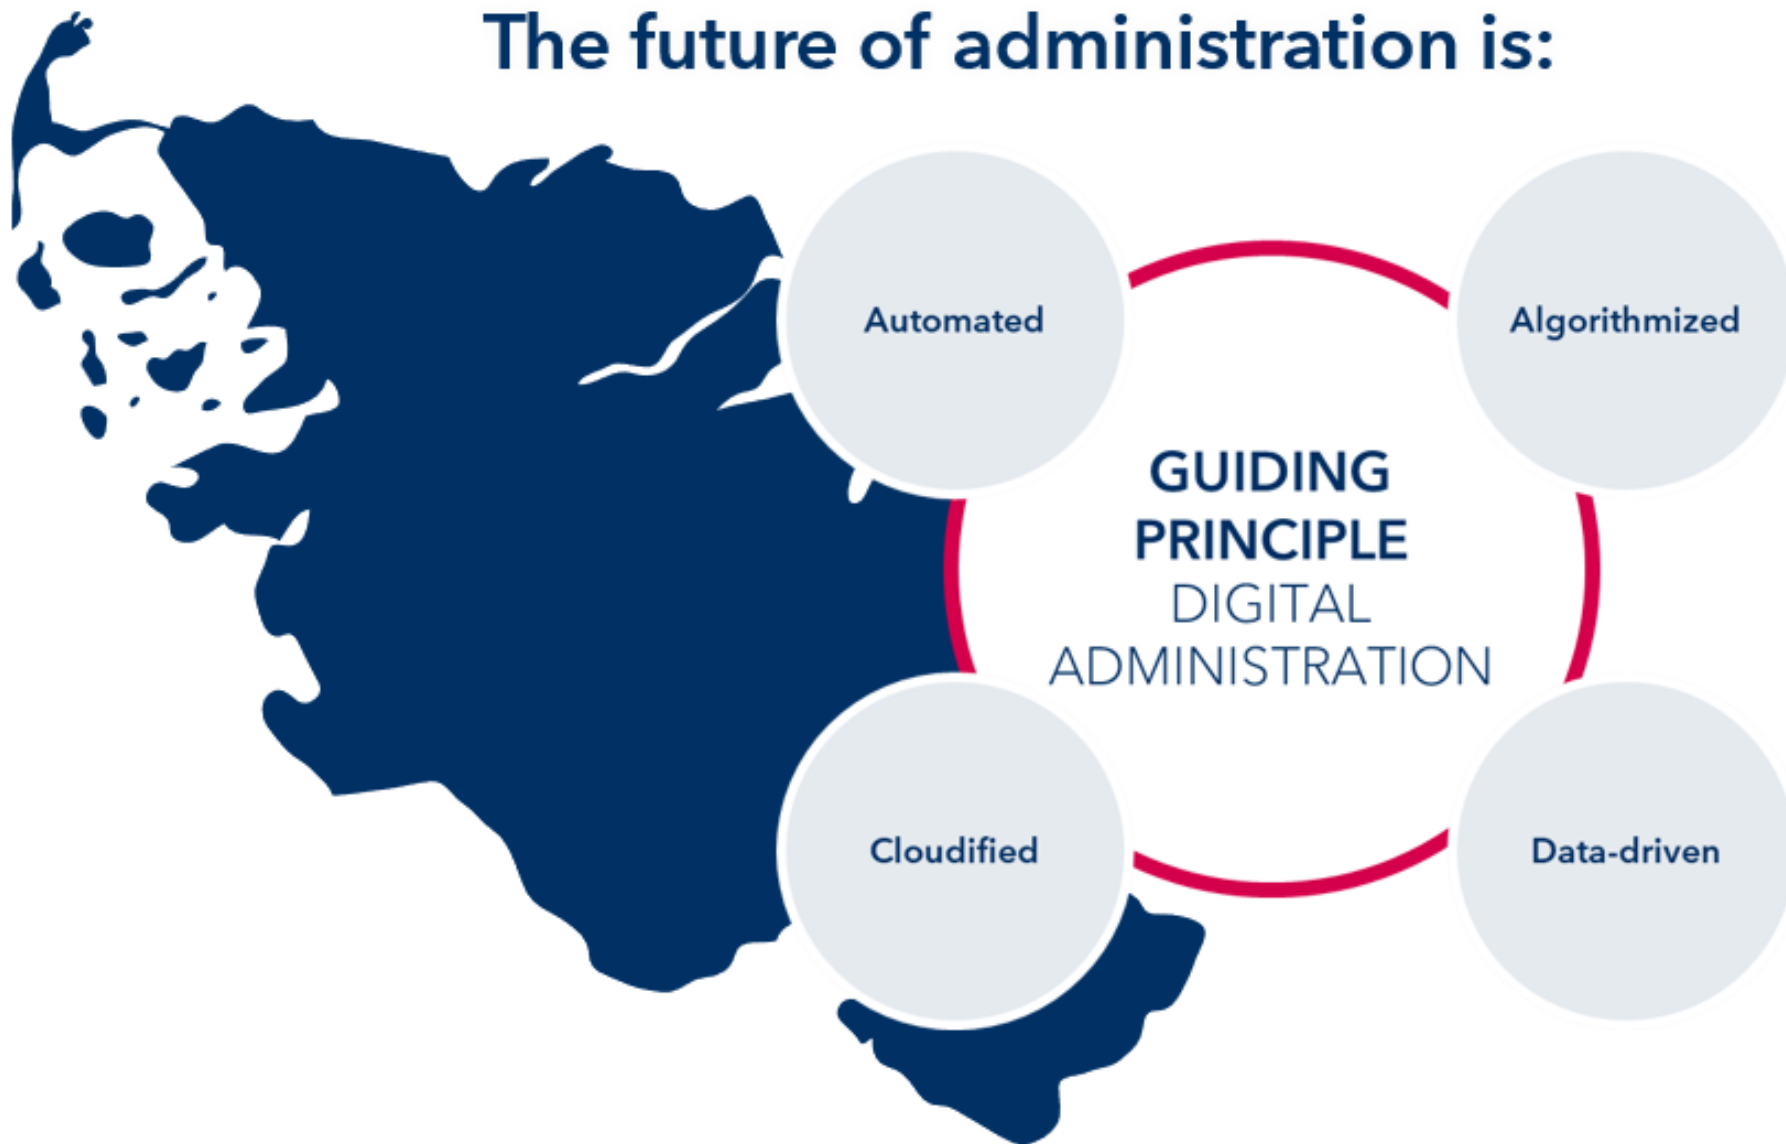 The future of administration is:
Automated
Algorithmized
GUIDING
PRINCIPLE
DIGITAL
ADMINISTRATION
Cloudified
Data-driven